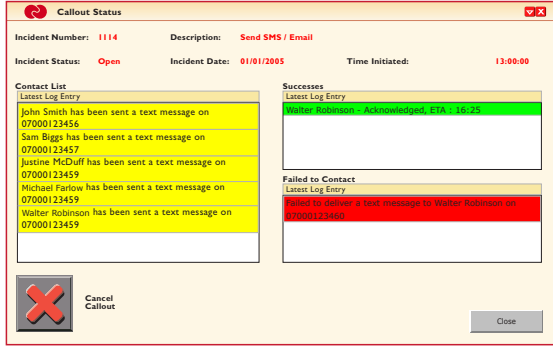 Callout Status
Incident Number: 1114 Description: Send SMS / Email
Incident Status: Open Incident Date: 01/01/2005 Time Initiated: 13:00:00
Contact List
Latest Log Entry
John Smith has been sent a text message on
07000123456
Sam Biggs has been sent a text message on
07000123457
Justine McDuff has been sent a text message on
07000123459
Michael Farlow has been sent a text message on
07000123459
Walter Robinson has been sent a text message on
07000123459
Successes
Latest Log Entry
Walter Robinson - Acknowledged, ETA : 16:25
Failed to Contact
Latest Log Entry
Failed to deliver a text message to Walter Robinson on
07000123460
Cancel
Callout
Close